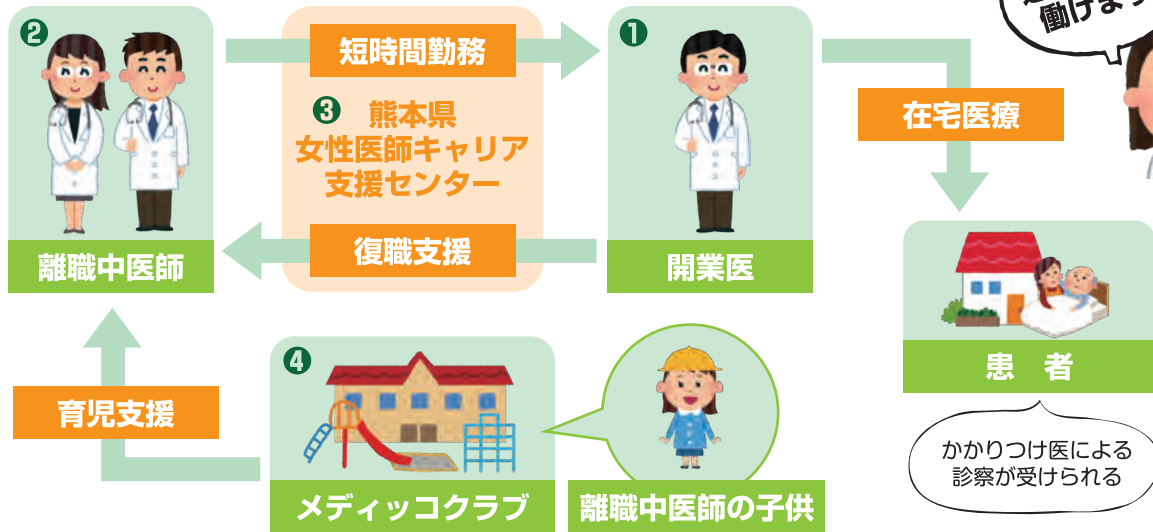 働けます
❷
短時間勤務
❶
❸ 熊本県
女性医師キャリア
支援センター
在宅医療
復職支援
離職中医師
開業医
❹
患 者
育児支援
かかりつけ医による
診察が受けられる
メディッコクラブ
離職中医師の子供